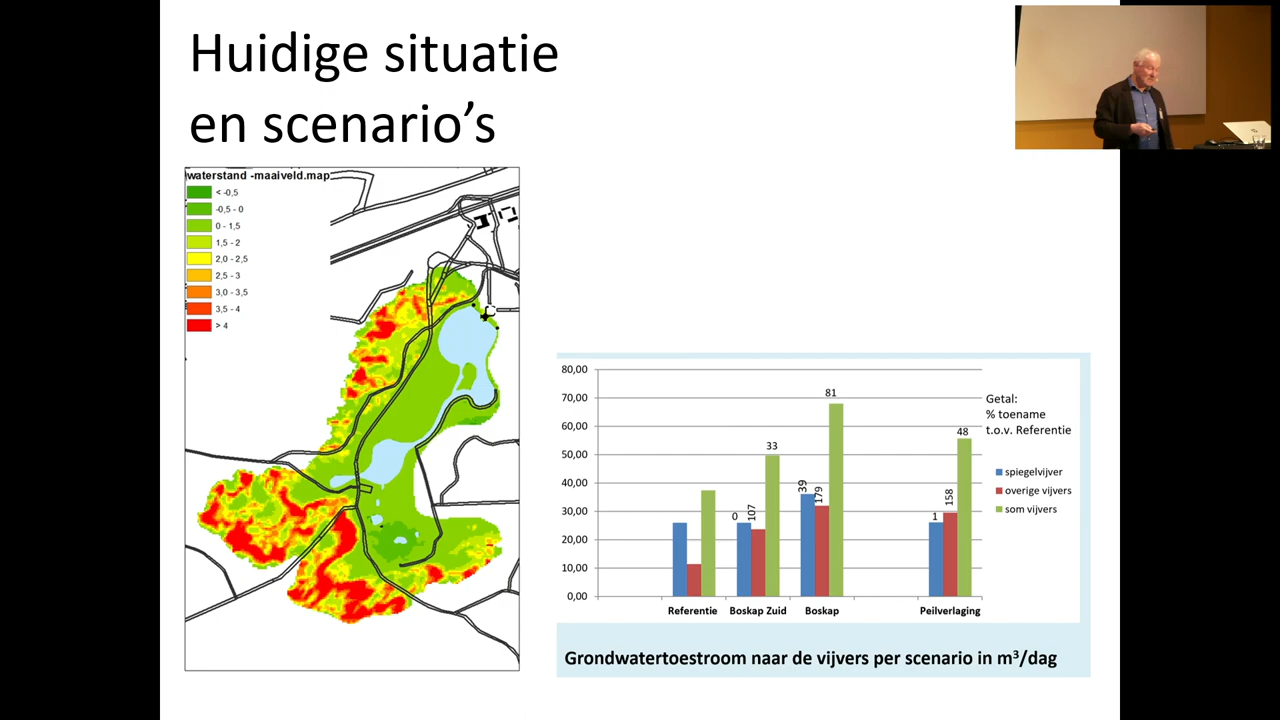 Huidige situatie
en scenario’s
waterstand -maaiveld.map
< -0,5
-0,5 - 0
0 - 1,5
1,5 - 2
2,0 - 2,5
2,5 - 3
3,0 - 3,5
3,5 - 4
> 4
80,00
70,00
60,00
50,00
40,00
30,00
20,00
10,00
0,00
0
107
33
39
179
81
1
158
48
Referentie
Boskap Zuid
Boskap
Peilverlaging
Getal:
% toename
t.o.v. Referentie
spiegelvijver
overige vijvers
som vijvers
Grondwatertoestroom naar de vijvers per scenario in m³/dag